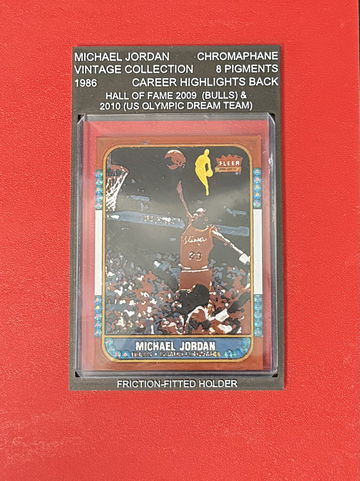 MICHAEL JORDAN CHROMAPHANE
VINTAGE COLLECTION 8 PIGMENTS
1986 CAREER HIGHLIGHTS BACK
HALL OF FAME 2009 (BULLS) &
2010 (US OLYMPIC DREAM TEAM)
FLEER
MICHAEL JORDAN
FRICTION-FITTED HOLDER